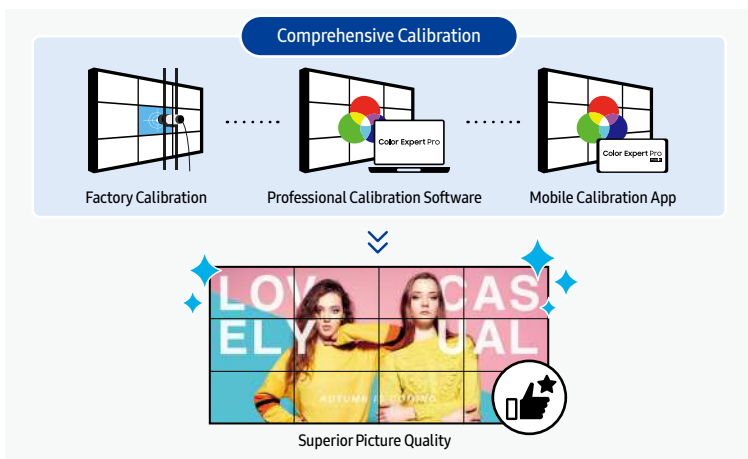 Comprehensive Calibration
Color Expert Pro
Color Expert Pro
Factory Calibration
Professional Calibration Software
Mobile Calibration App
LOV
CAS
ELY
UAL
AUTUMN IS COMING
Superior Picture Quality